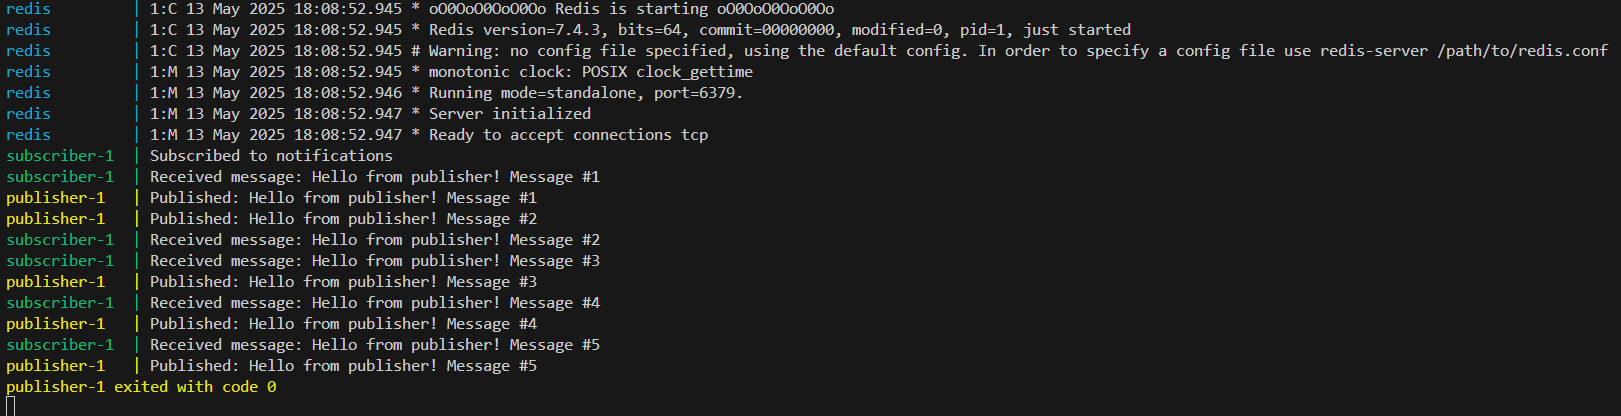 redis        | 1:C 13 May 2025 18:08:52.945 * oO0OoO0OoO0Oo Redis is starting oO0OoO0OoO0Oo
redis        | 1:C 13 May 2025 18:08:52.945 * Redis version=7.4.3, bits=64, commit=00000000, modified=0, pid=1, just started
redis        | 1:C 13 May 2025 18:08:52.945 # Warning: no config file specified, using the default config. In order to specify a config file use redis-server /path/to/redis.conf
redis        | 1:M 13 May 2025 18:08:52.945 * monotonic clock: POSIX clock_gettime
redis        | 1:M 13 May 2025 18:08:52.946 * Running mode=standalone, port=6379.
redis        | 1:M 13 May 2025 18:08:52.947 * Server initialized
redis        | 1:M 13 May 2025 18:08:52.947 * Ready to accept connections tcp
subscriber-1 | Subscribed to notifications
subscriber-1 | Received message: Hello from publisher! Message #1
publisher-1  | Published: Hello from publisher! Message #1
publisher-1  | Published: Hello from publisher! Message #2
subscriber-1 | Received message: Hello from publisher! Message #2
subscriber-1 | Received message: Hello from publisher! Message #3
publisher-1  | Published: Hello from publisher! Message #3
subscriber-1 | Received message: Hello from publisher! Message #4
publisher-1  | Published: Hello from publisher! Message #4
subscriber-1 | Received message: Hello from publisher! Message #5
publisher-1  | Published: Hello from publisher! Message #5
publisher-1 exited with code 0